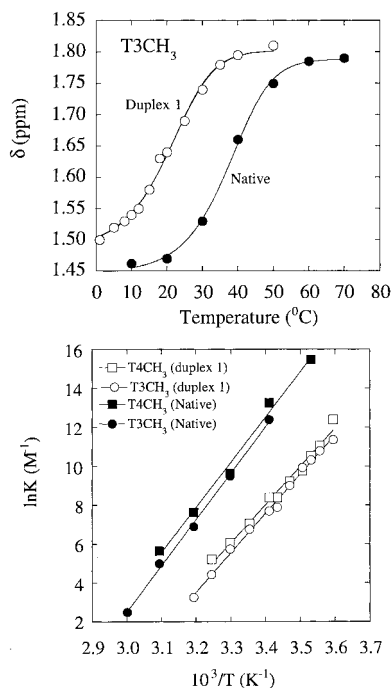 1.85
T3CH3
1.80
1.75
Duplex 1
1.70
δ (ppm)
1.65
1.60
Native
1.55
1.50
1.45
0 10 20 30 40 50 60 70 80
Temperature (⁰C)
16
T4CH3 (duplex 1)
14
T3CH3 (duplex 1)
T4CH3 (Native)
12
T3CH3 (Native)
10
lnK (M⁻¹)
8
6
4
2
2.9 3.0 3.1 3.2 3.3 3.4 3.5 3.6 3.7
10³/T (K⁻¹)